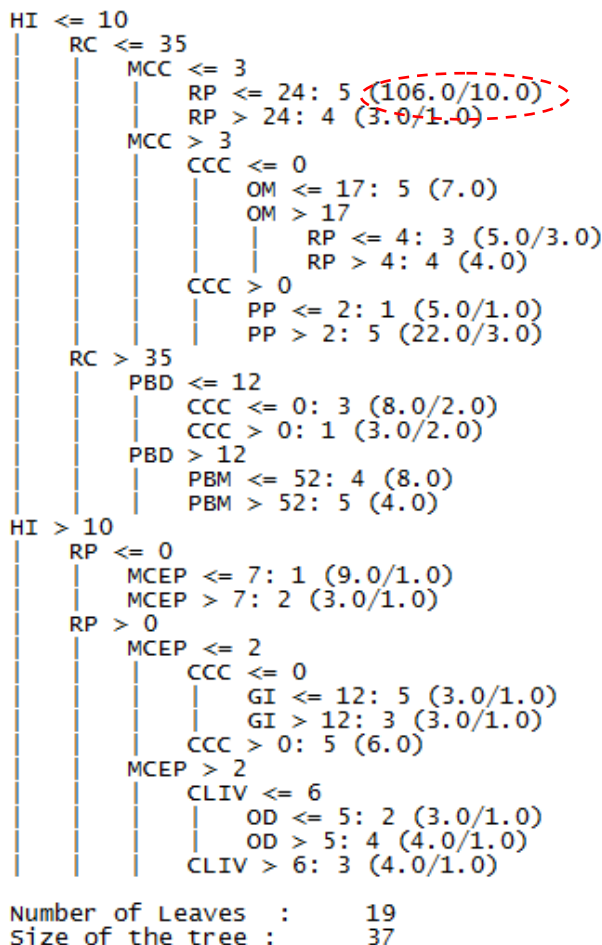 HI <= 10
|   RC <= 35
|   |   MCC <= 3
|   |   |   RP <= 24: 5 (106.0/10.0)
|   |   |   RP > 24: 4 (3.0/1.0)
|   |   MCC > 3
|   |   |   CCC <= 0
|   |   |   |   OM <= 17: 5 (7.0)
|   |   |   |   OM > 17
|   |   |   |   |   RP <= 4: 3 (5.0/3.0)
|   |   |   |   |   RP > 4: 4 (4.0)
|   |   |   CCC > 0
|   |   |   |   PP <= 2: 1 (5.0/1.0)
|   |   |   |   PP > 2: 5 (22.0/3.0)
|   RC > 35
|   |   PBD <= 12
|   |   |   CCC <= 0: 3 (8.0/2.0)
|   |   |   CCC > 0: 1 (3.0/2.0)
|   |   PBD > 12
|   |   |   PBM <= 52: 4 (8.0)
|   |   |   PBM > 52: 5 (4.0)
HI > 10
|   RP <= 0
|   |   MCEP <= 7: 1 (9.0/1.0)
|   |   MCEP > 7: 2 (3.0/1.0)
|   RP > 0
|   |   MCEP <= 2
|   |   |   CCC <= 0
|   |   |   |   GI <= 12: 5 (3.0/1.0)
|   |   |   |   GI > 12: 3 (3.0/1.0)
|   |   |   CCC > 0: 5 (6.0)
|   |   MCEP > 2
|   |   |   CLIV <= 6
|   |   |   |   OD <= 5: 2 (3.0/1.0)
|   |   |   |   OD > 5: 4 (4.0/1.0)
|   |   |   CLIV > 6: 3 (4.0/1.0)
Number of Leaves  :     19
Size of the tree :      37